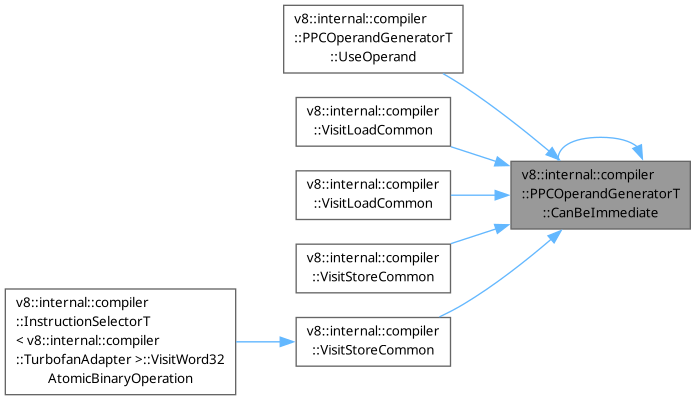 v8::internal::compiler
::PPCOperandGeneratorT
::UseOperand
v8::internal::compiler
::VisitLoadCommon
v8::internal::compiler
::PPCOperandGeneratorT
::CanBeImmediate
v8::internal::compiler
::VisitLoadCommon
v8::internal::compiler
::VisitStoreCommon
v8::internal::compiler
::InstructionSelectorT
< v8::internal::compiler
::TurbofanAdapter >::VisitWord32
AtomicBinaryOperation
v8::internal::compiler
::VisitStoreCommon